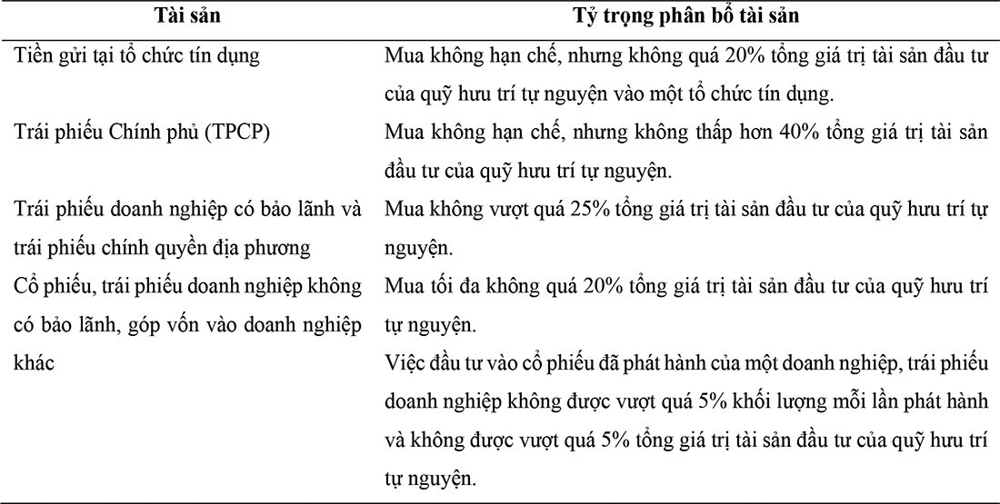 Tài sản
Tỷ trọng phân bổ tài sản
Tiền gửi tại tổ chức tín dụng
Mua không hạn chế, nhưng không quá 20% tổng giá trị tài sản đầu tư
của quỹ hưu trí tự nguyện vào một tổ chức tín dụng.
Trái phiếu Chính phủ (TPCP)
Mua không hạn chế, nhưng không thấp hơn 40% tổng giá trị tài sản
đầu tư của quỹ hưu trí tự nguyện.
Trái phiếu doanh nghiệp có bảo lãnh và
trái phiếu chính quyền địa phương
Mua không vượt quá 25% tổng giá trị tài sản đầu tư của quỹ hưu trí tự
nguyện.
Cổ phiếu, trái phiếu doanh nghiệp không
có bảo lãnh, góp vốn vào doanh nghiệp
khác
Mua tối đa không quá 20% tổng giá trị tài sản đầu tư của quỹ hưu trí
tự nguyện.
Việc đầu tư vào cổ phiếu đã phát hành của một doanh nghiệp, trái phiếu
doanh nghiệp không được vượt quá 5% khối lượng mỗi lần phát hành
và không được vượt quá 5% tổng giá trị tài sản đầu tư của quỹ hưu trí
tự nguyện.